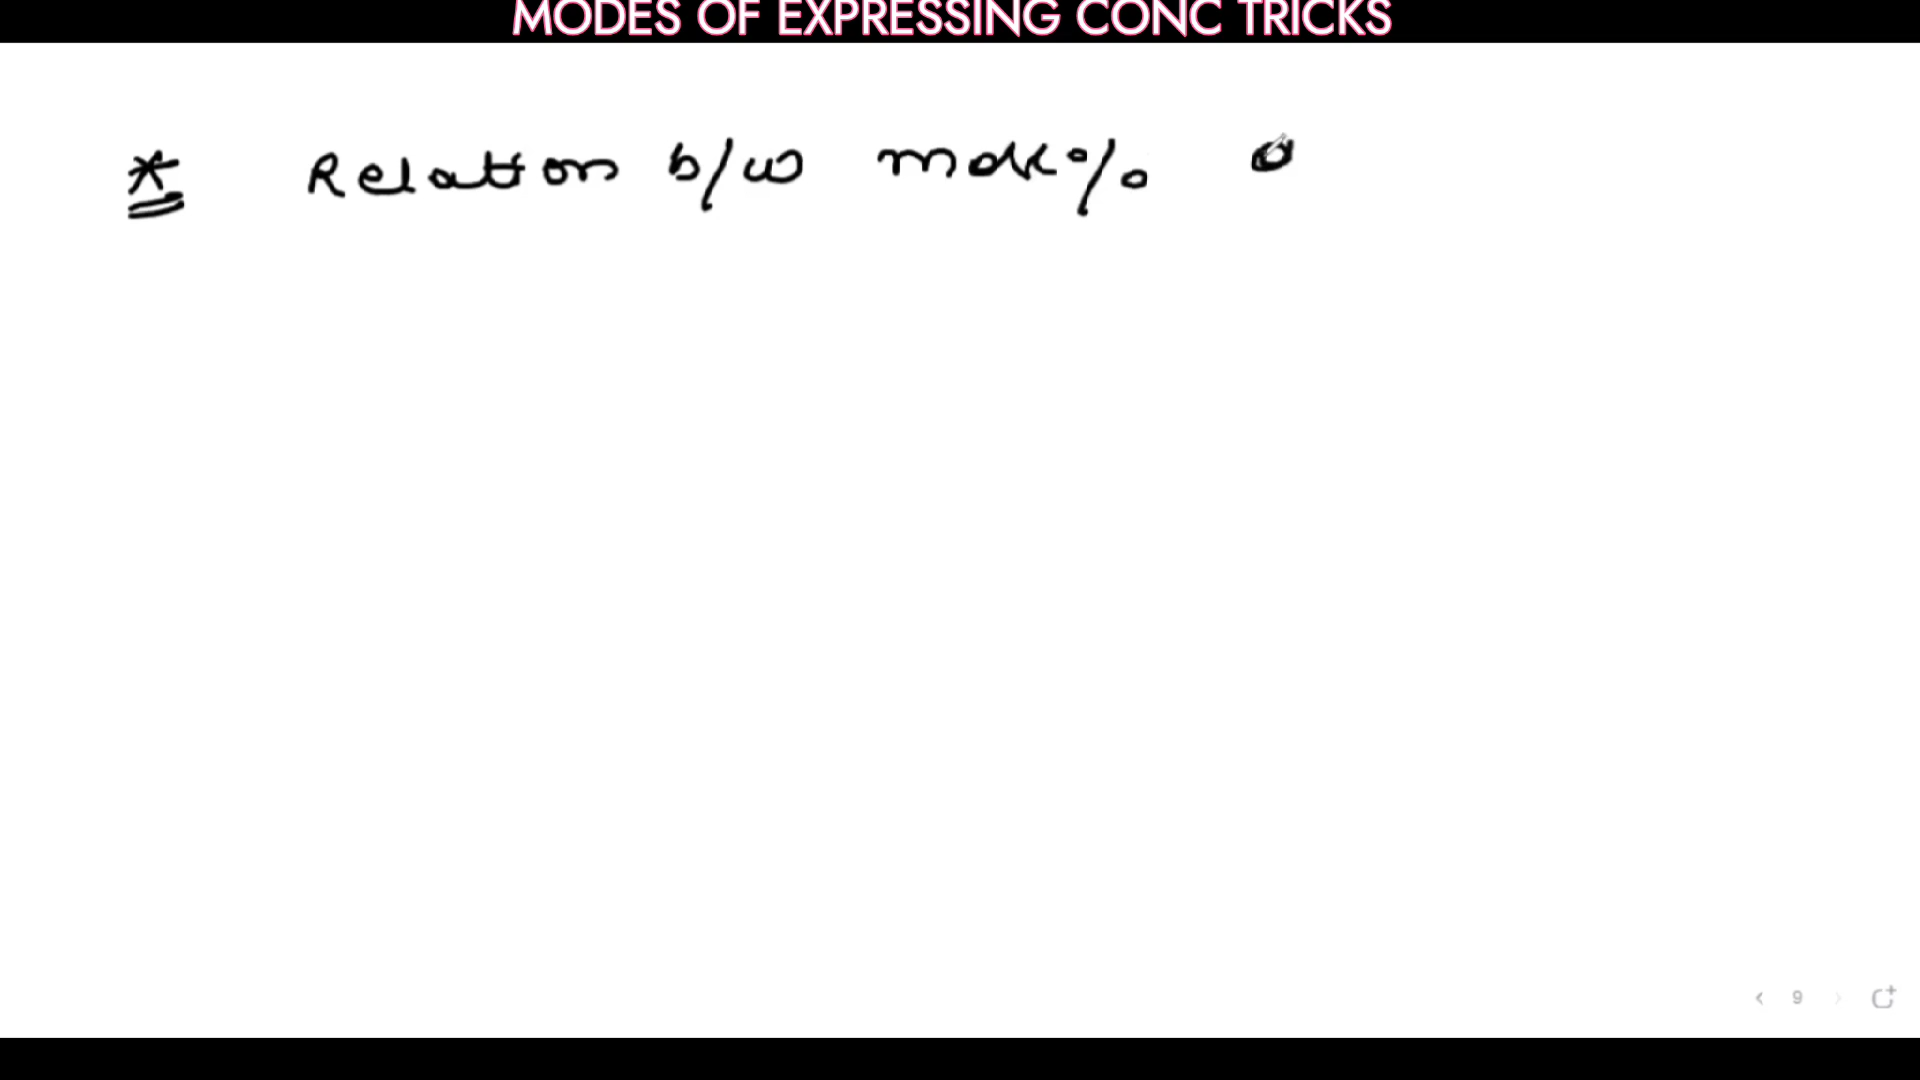 MODES OF EXPRESSING CONC TRICKS
* Relation b/w mole%
9